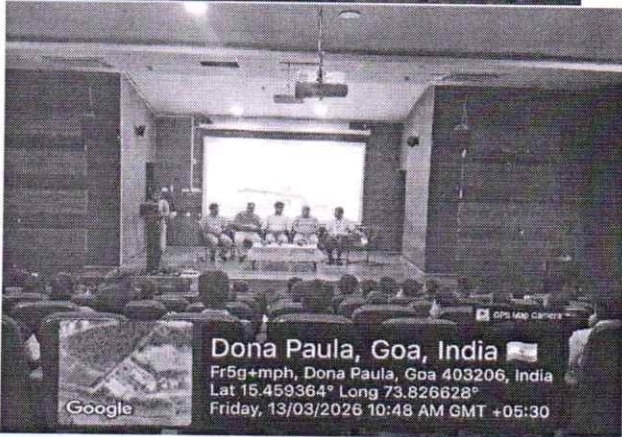 GPS Map Camera
Dona Paula, Goa, India
Fr5g+mph, Dona Paula, Goa 403206, India
Lat 15.459364° Long 73.826628°
Friday, 13/03/2026 10:48 AM GMT +05:30
Google